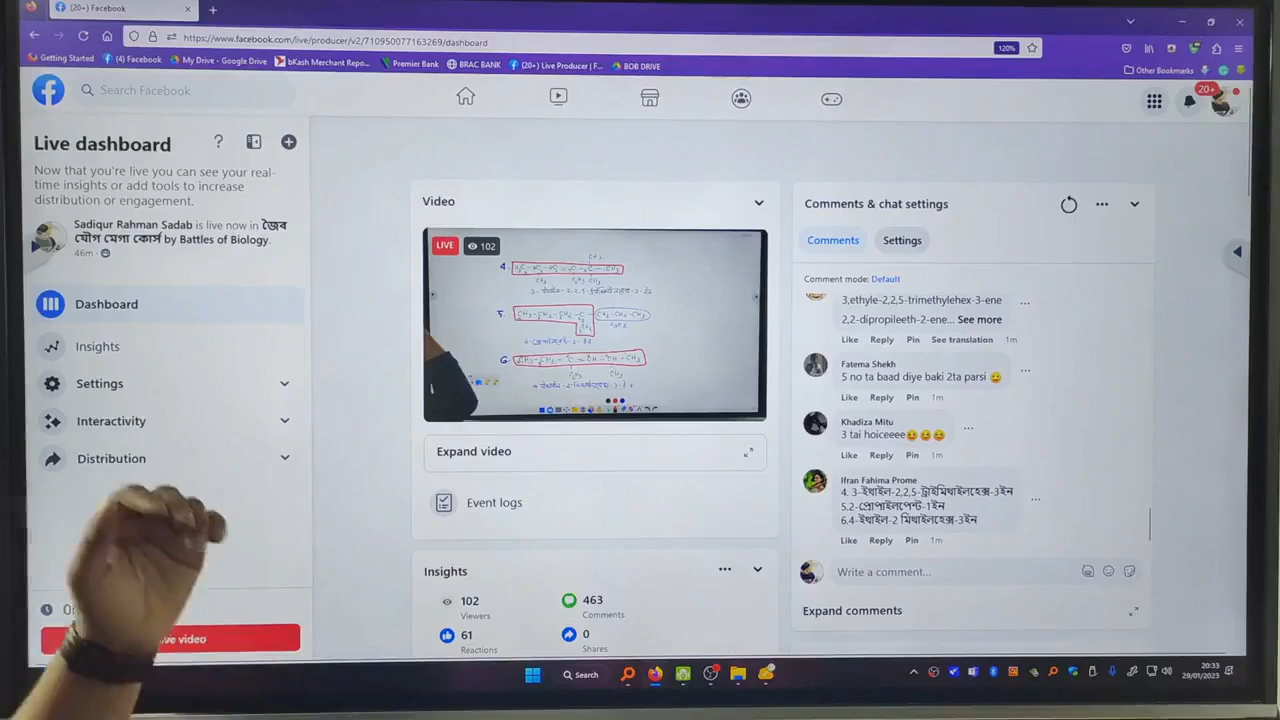 (20+) Facebook
https://www.facebook.com/live/producer/v2/710950077163269/dashboard
120%
Getting Started
(4) Facebook
My Drive - Google Drive
bKash Merchant Repo...
Premier Bank
BRAC BANK
(20+) Live Producer | F...
BOB DRIVE
Other Bookmarks
Search Facebook
20+
Live dashboard
Now that you're live you can see your real-
time insights or add tools to increase
distribution or engagement.
Sadiqur Rahman Sadab is live now in জৈব
যৌগ মেগা কোর্স by Battles of Biology.
46m
Dashboard
Insights
Settings
Interactivity
Distribution
video
Video
LIVE
102
4.
5.
6.
Expand video
Event logs
Insights
102
Viewers
463
Comments
61
Reactions
0
Shares
Comments & chat settings
Comments
Settings
Comment mode: Default
3,ethyle-2,2,5-trimethylehex-3-ene
2,2-dipropileeth-2-ene... See more
Like Reply Pin See translation 1m
Fatema Shekh
5 no ta baad diye baki 2ta parsi
Like Reply Pin 1m
Khadiza Mitu
3 tai hoiceeee
Like Reply Pin 1m
Ifran Fahima Prome
4. 3-ইথাইল-2,2,5-ট্রাইমিথাইলহেক্স-3ইন
5.2-প্রোপাইলপেন্ট-1ইন
6.4-ইথাইল-2 মিথাইলহেক্স-3ইন
Like Reply Pin 1m
Write a comment...
Expand comments
Search
20:33
29/01/2023